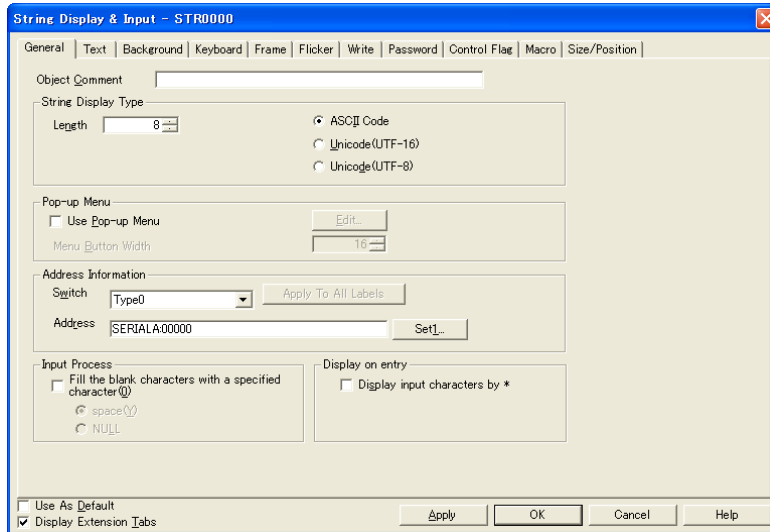 String Display & Input - STR0000
General Text Background Keyboard Frame Flicker Write Password Control Flag Macro Size/Position
Object Comment
String Display Type
Length 8 ASCII Code
Unicode(UTF-16)
Unicode(UTF-8)
Pop-up Menu
Use Pop-up Menu Edit...
Menu Button Width 16
Address Information
Switch Type0 Apply To All Labels
Address SERIALA:00000 Set1...
Input Process Display on entry
Fill the blank characters with a specified character(Q) Display input characters by *
space(Y)
NULL
Use As Default
Display Extension Tabs Apply OK Cancel Help